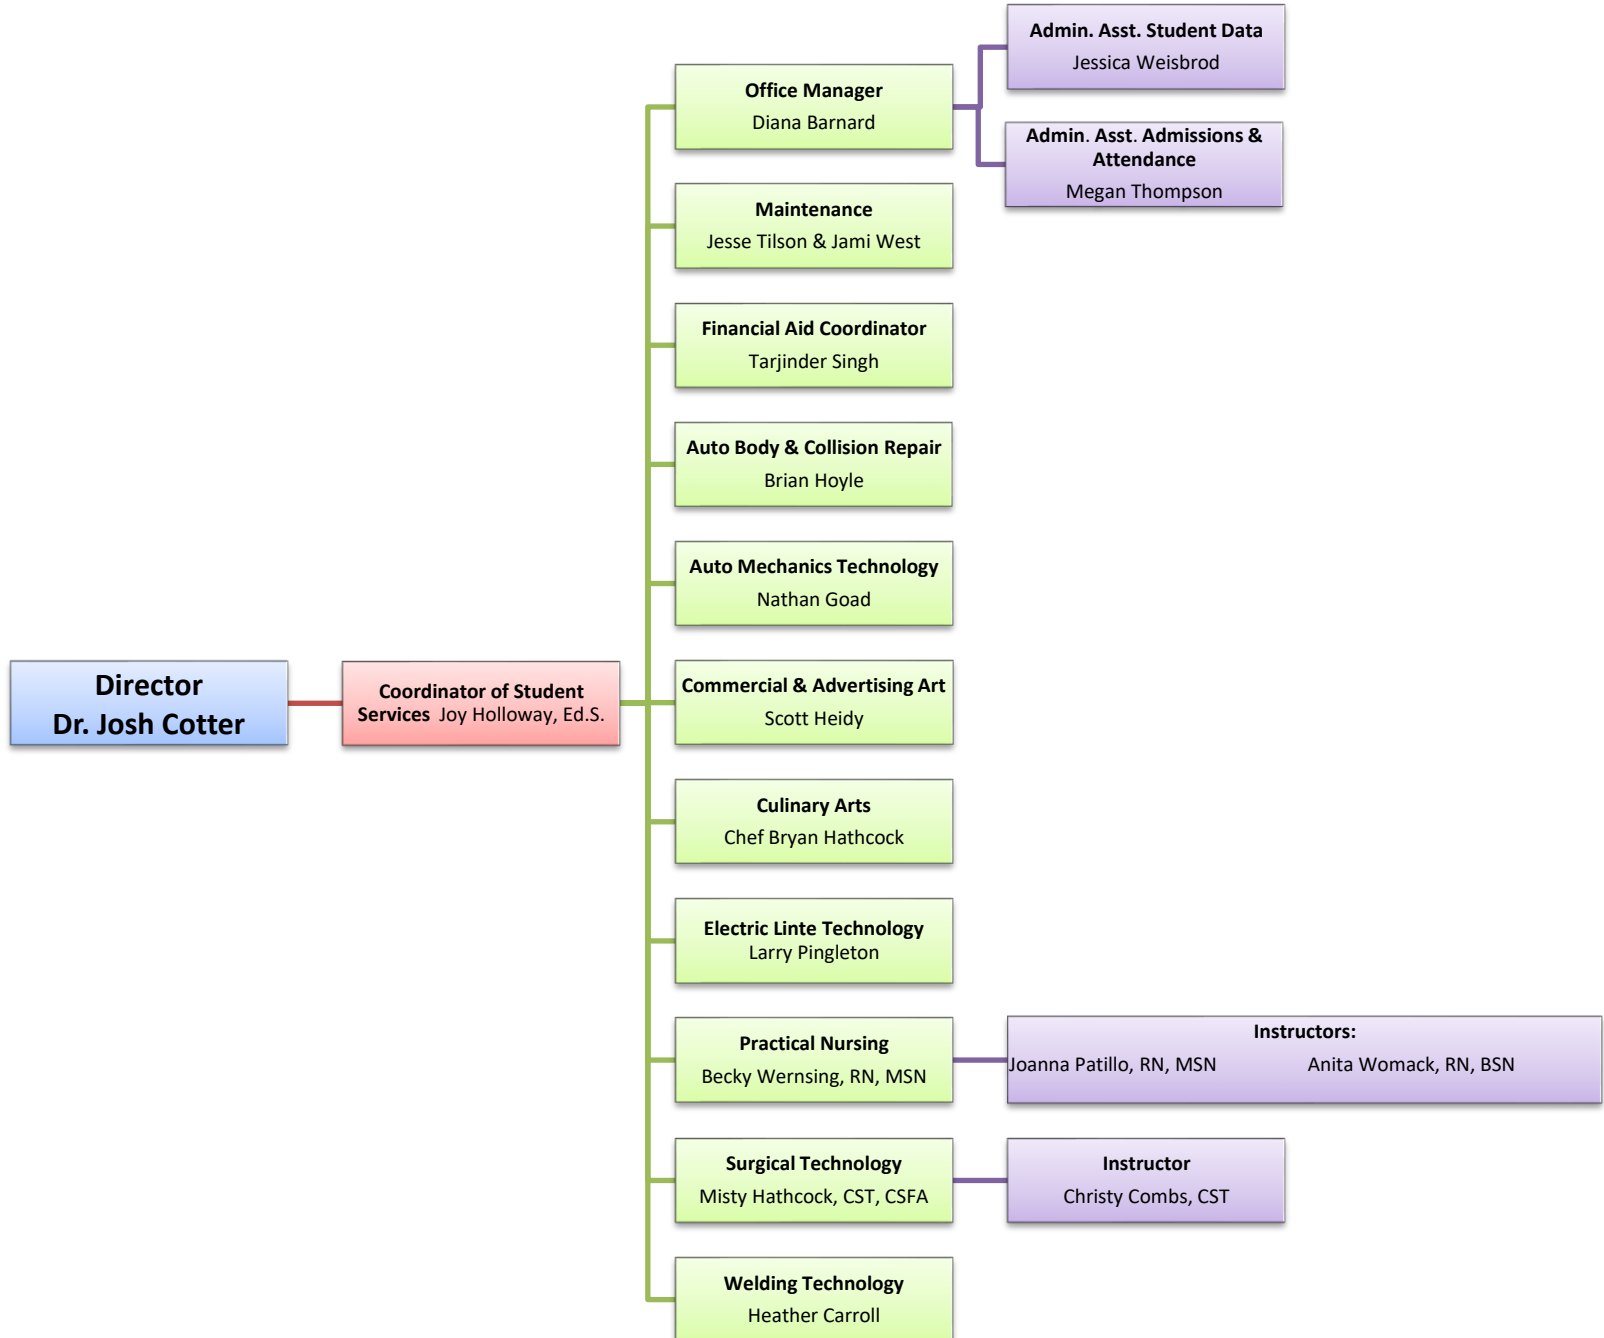 Director
Dr. Josh Cotter
Coordinator of Student
Services Joy Holloway, Ed.S.
Office Manager
Diana Barnard
Admin. Asst. Student Data
Jessica Weisbrod
Admin. Asst. Admissions &
Attendance
Megan Thompson
Maintenance
Jesse Tilson & Jami West
Financial Aid Coordinator
Tarjinder Singh
Auto Body & Collision Repair
Brian Hoyle
Auto Mechanics Technology
Nathan Goad
Commercial & Advertising Art
Scott Heidy
Culinary Arts
Chef Bryan Hathcock
Electric Linte Technology
Larry Pingleton
Practical Nursing
Becky Wernsing, RN, MSN
Instructors:
Joanna Patillo, RN, MSN Anita Womack, RN, BSN
Surgical Technology
Misty Hathcock, CST, CSFA
Instructor
Christy Combs, CST
Welding Technology
Heather Carroll